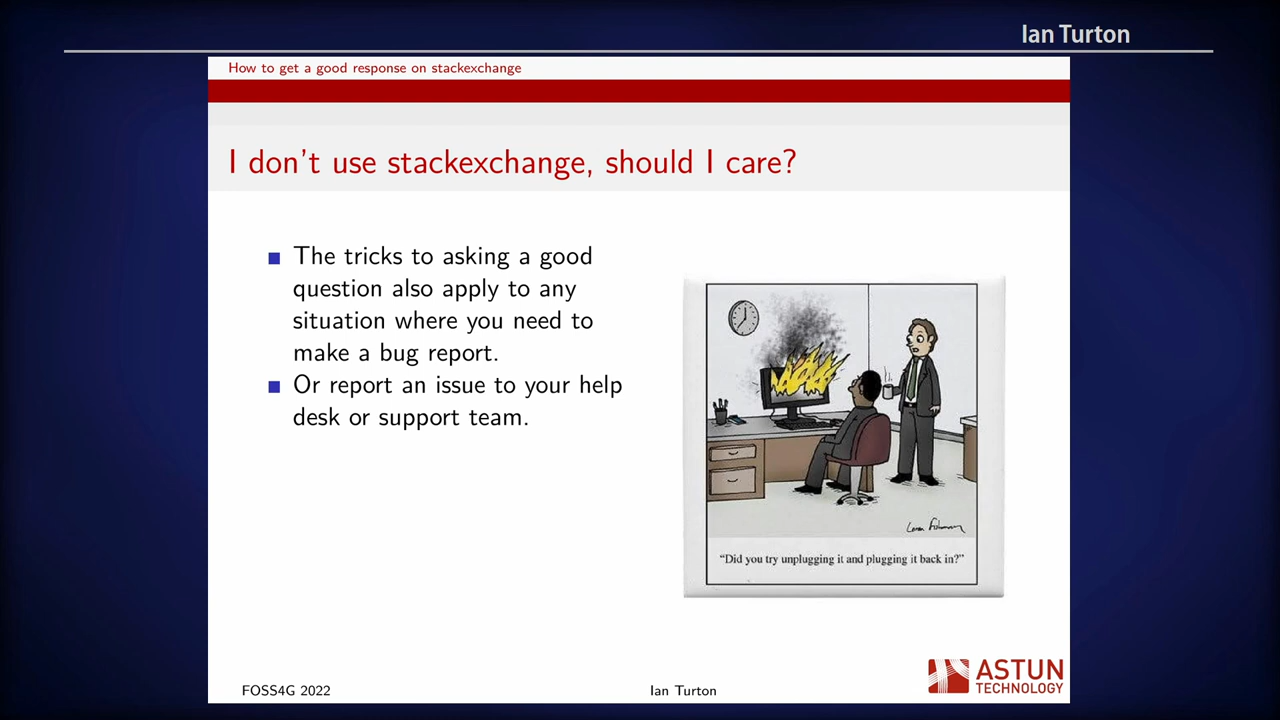 Ian Turton
How to get a good response on stackexchange
I don't use stackexchange, should I care?
The tricks to asking a good
question also apply to any
situation where you need to
make a bug report.
Or report an issue to your help
desk or support team.
"Did you try unplugging it and plugging it back in?"
FOSS4G 2022
Ian Turton
ASTUN
TECHNOLOGY